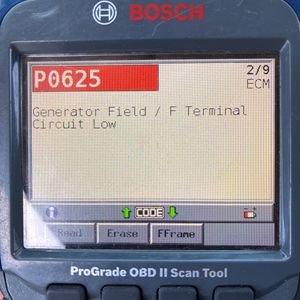 BOSCH
P0625
2/9
ECM
Generator Field / F Terminal
Circuit Low
CODE
Read
Erase
FFrame
ProGrade OBD II Scan Tool